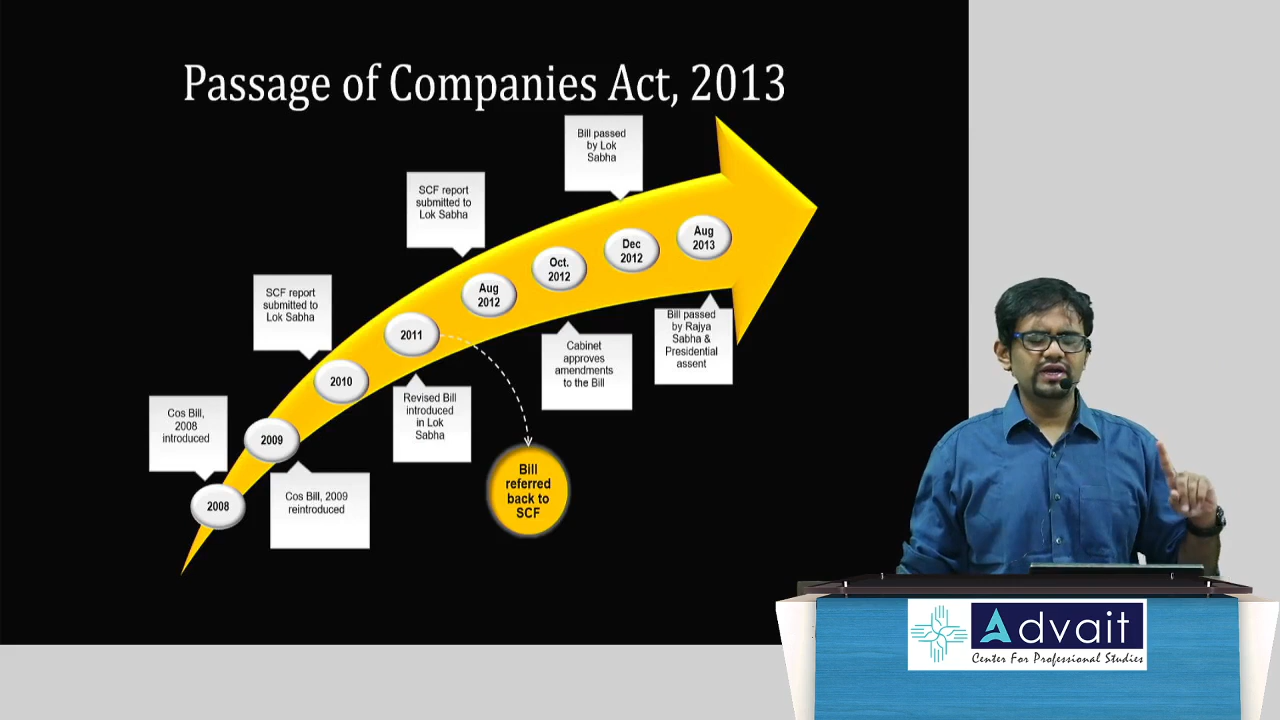 Passage of Companies Act, 2013
Bill passed
by Lok
Sabha
SCF report
submitted to
Lok Sabha
SCF report
submitted to
Lok Sabha
Cos Bill,
2008
introduced
2008
2009
2010
2011
Aug
2012
Oct.
2012
Dec
2012
Aug
2013
Cos Bill, 2009
reintroduced
Revised Bill
introduced
in Lok
Sabha
Cabinet
approves
amendments
to the Bill
Bill passed
by Rajya
Sabha &
Presidential
assent
Bill
referred
back to
SCF
Advait
Center For Professional Studies